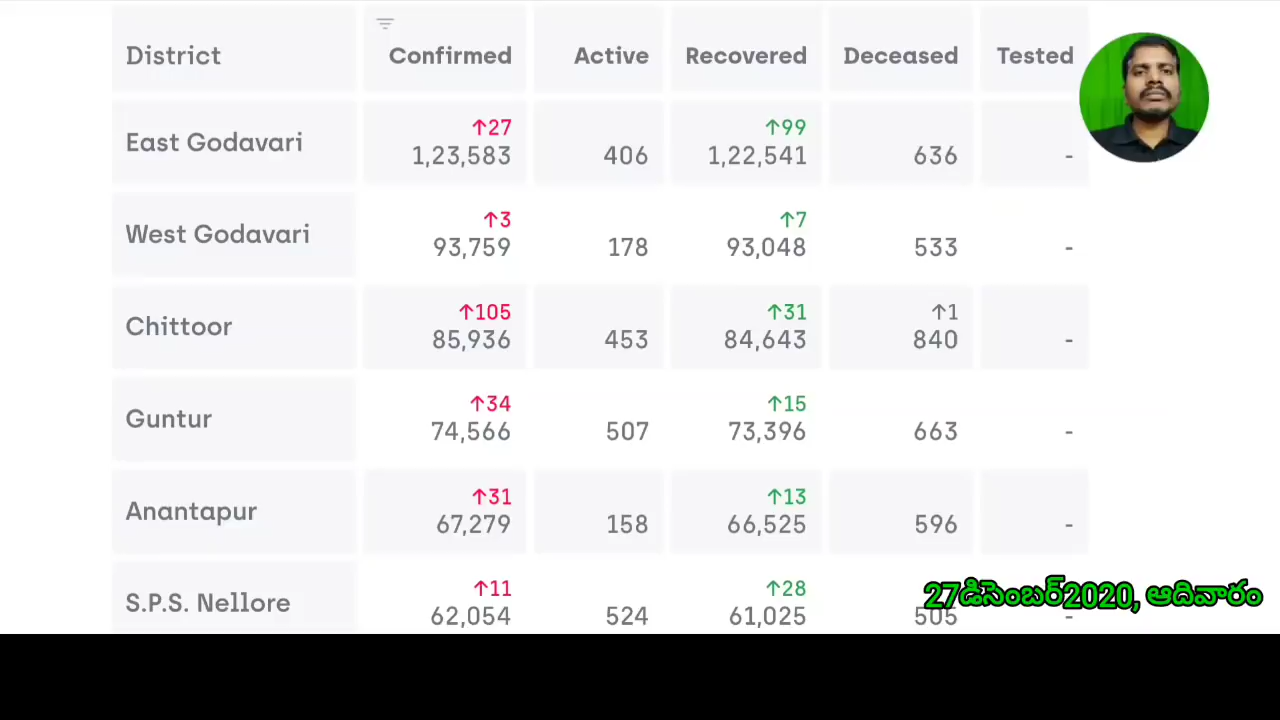 District Confirmed Active Recovered Deceased Tested
↑27 ↑99
East Godavari 1,23,583 406 1,22,541 636 -
↑3 ↑7
West Godavari 93,759 178 93,048 533 -
↑105 ↑31 ↑1
Chittoor 85,936 453 84,643 840 -
↑34 ↑15
Guntur 74,566 507 73,396 663 -
↑31 ↑13
Anantapur 67,279 158 66,525 596 -
↑11 ↑28
S.P.S. Nellore 62,054 524 61,025 505 -
27డిసెంబర్2020, ఆదివారం